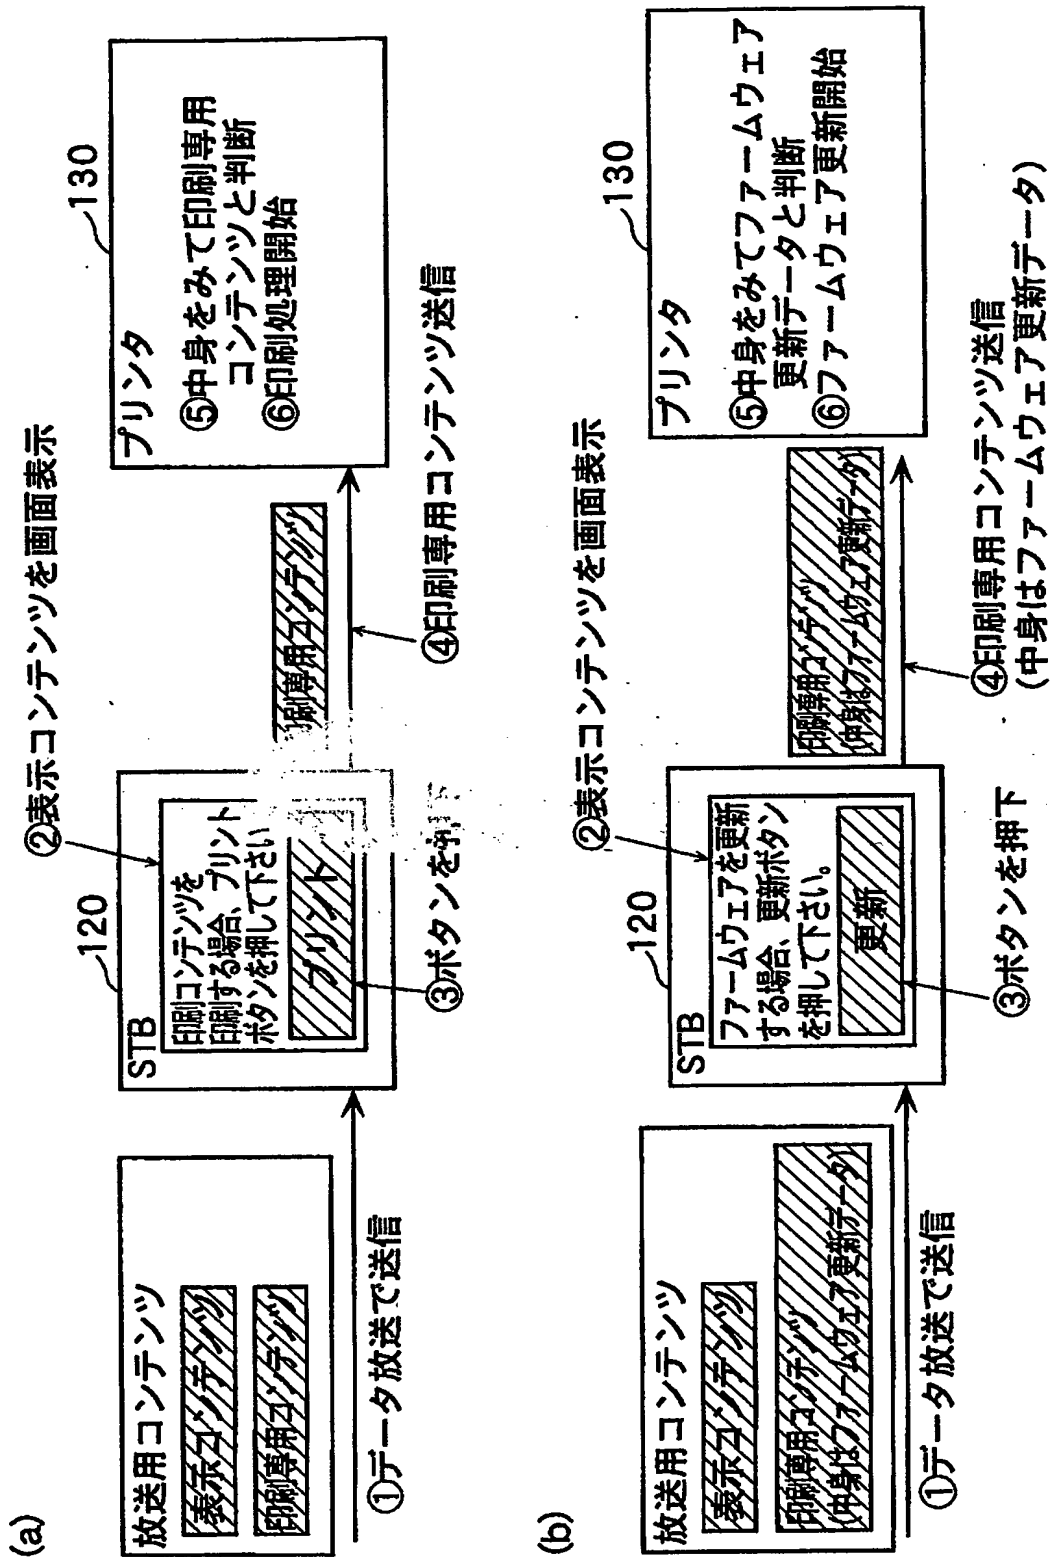 (a)
放送用コンテンツ
表示コンテンツ
印刷専用コンテンツ
①データ放送で送信
STB
120
②表示コンテンツを画面表示
印刷コンテンツを
印刷する場合、プリント
ボタンを押して下さい
プリント
③ボタンを押下
刷専用コンテンツ
④印刷専用コンテンツ送信
プリンタ
130
⑤中身をみて印刷専用
コンテンツと判断
⑥印刷処理開始
(b)
放送用コンテンツ
表示コンテンツ
印刷専用コンテンツ
(中身はファームウェア更新データ)
①データ放送で送信
STB
120
②表示コンテンツを画面表示
ファームウェアを更新
する場合、更新ボタン
を押して下さい。
更新
③ボタンを押下
印刷専用コンテンツ
(中身はファームウェア更新データ)
④印刷専用コンテンツ送信
(中身はファームウェア更新データ)
プリンタ
130
⑤中身をみてファームウェア
更新データと判断
⑥ファームウェア更新開始